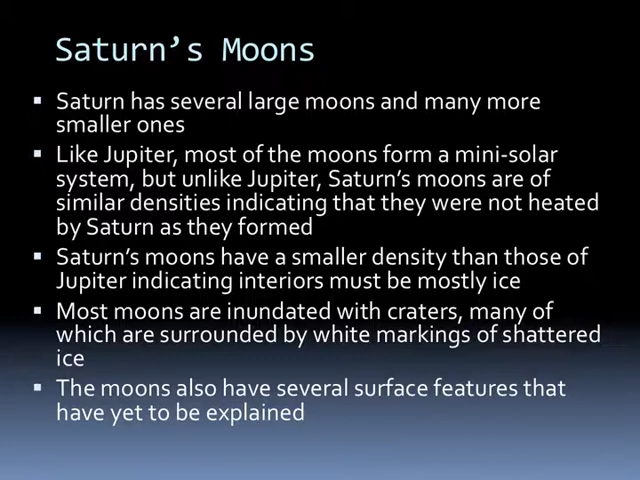 Saturn’s Moons
▪ Saturn has several large moons and many more
smaller ones
▪ Like Jupiter, most of the moons form a mini-solar
system, but unlike Jupiter, Saturn’s moons are of
similar densities indicating that they were not heated
by Saturn as they formed
▪ Saturn’s moons have a smaller density than those of
Jupiter indicating interiors must be mostly ice
▪ Most moons are inundated with craters, many of
which are surrounded by white markings of shattered
ice
▪ The moons also have several surface features that
have yet to be explained